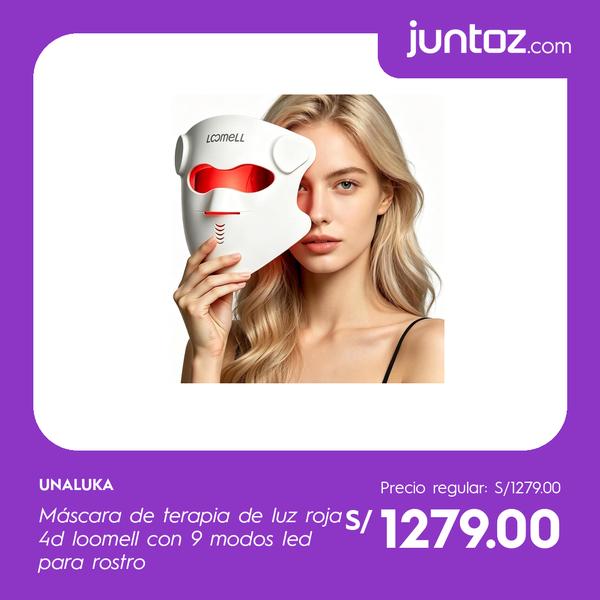 juntoz.com
LOOMELL
UNALUKA
Máscara de terapia de luz roja
4d loomell con 9 modos led
para rostro
Precio regular: S/1279.00
S/ 1279.00